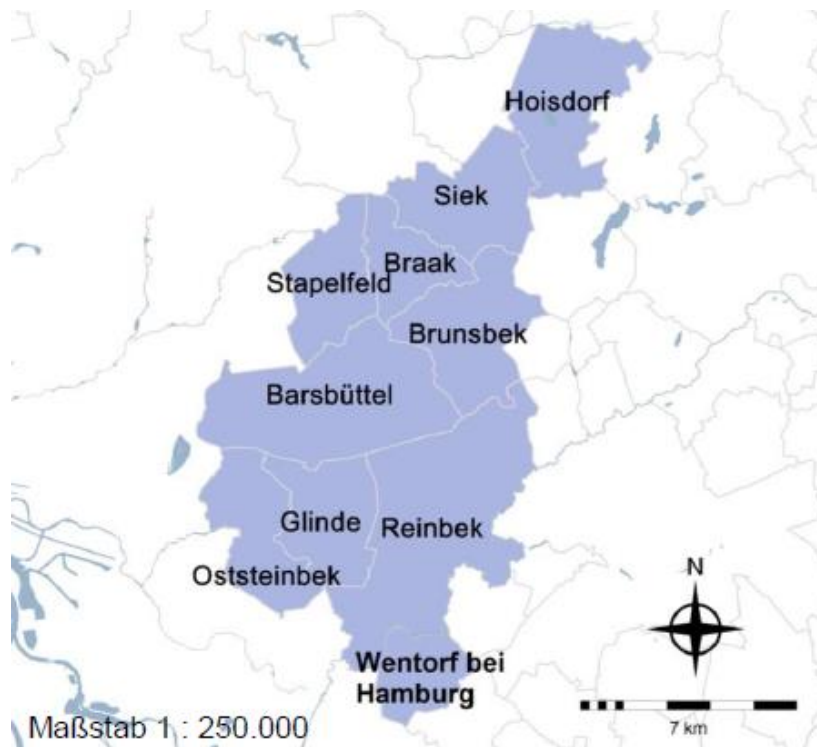 Hoisdorf
Siek
Braak
Stapelfeld
Brunsbek
Barsbüttel
Glinde
Reinbek
Oststeinbek
N
Wentorf bei
Hamburg
7 km
Maßstab 1 : 250.000